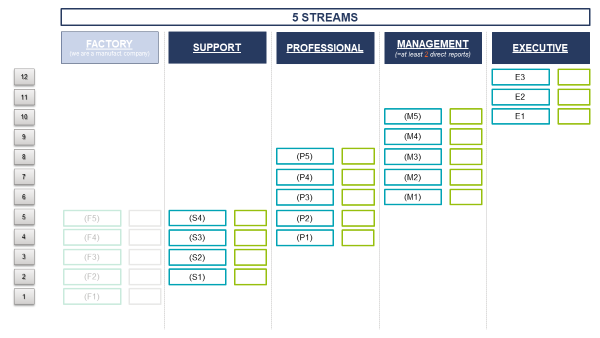 5 STREAMS
FACTORY
(we are a manufact. company)
SUPPORT
PROFESSIONAL
MANAGEMENT
(=at least 2 direct reports)
EXECUTIVE
12
E3
11
E2
10
(M5)
E1
9
(M4)
8
(P5)
(M3)
7
(P4)
(M2)
6
(P3)
(M1)
5
(F5)
(S4)
(P2)
4
(F4)
(S3)
(P1)
3
(F3)
(S2)
2
(F2)
(S1)
1
(F1)